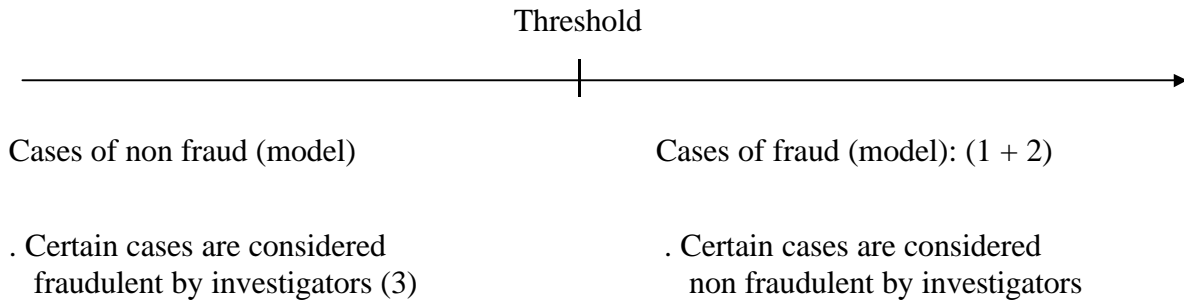 Threshold
Cases of non fraud (model)
Cases of fraud (model): (1 + 2)
. Certain cases are considered
fraudulent by investigators (3)
. Certain cases are considered
non fraudulent by investigators